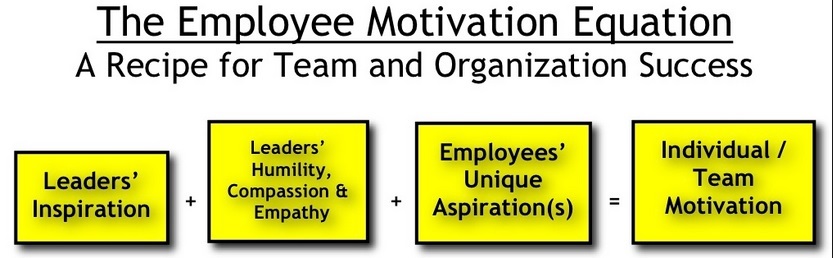 The Employee Motivation Equation
A Recipe for Team and Organization Success
Leaders'
Inspiration
+
Leaders'
Humility,
Compassion &
Empathy
+
Employees'
Unique
Aspiration(s)
=
Individual /
Team
Motivation